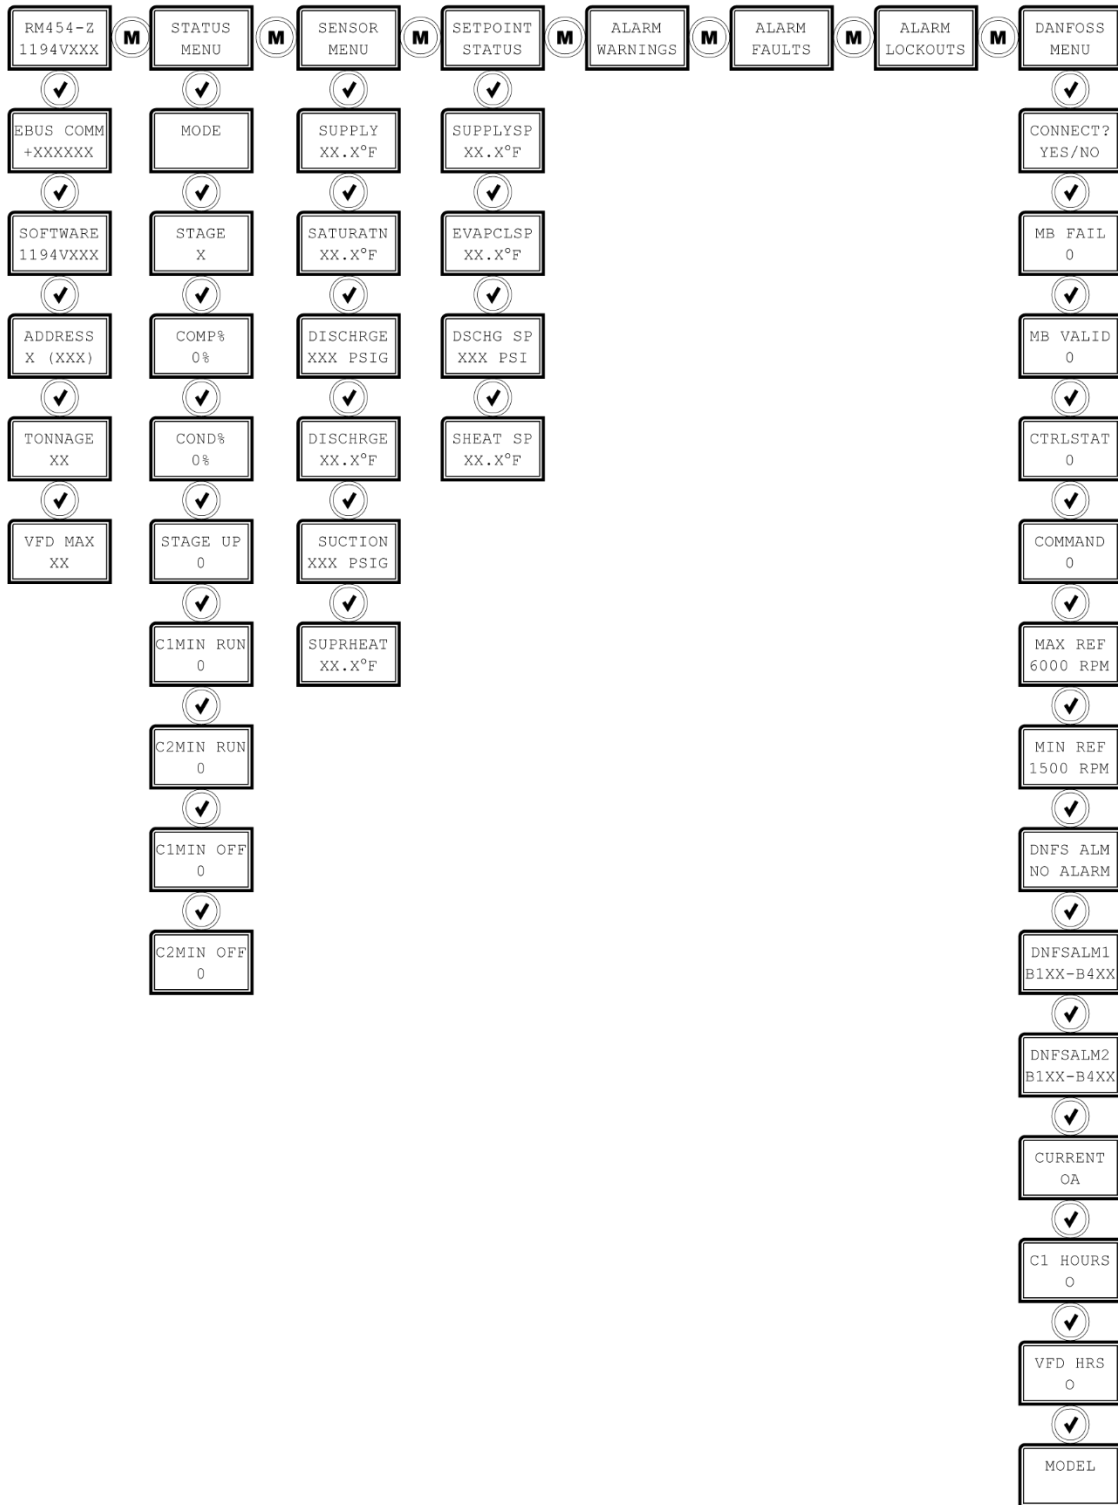 RM454-Z
1194VXXX
M
STATUS
MENU
M
SENSOR
MENU
M
SETPOINT
STATUS
M
ALARM
WARNINGS
M
ALARM
FAULTS
M
ALARM
LOCKOUTS
M
DANFOSS
MENU
EBUS COMM
+XXXXXX
SOFTWARE
1194VXXX
ADDRESS
X (XXX)
TONNAGE
XX
VFD MAX
XX
MODE
STAGE
X
COMP%
0%
COND%
0%
STAGE UP
0
C1MIN RUN
0
C2MIN RUN
0
C1MIN OFF
0
C2MIN OFF
0
SUPPLY
XX.X°F
SATURATN
XX.X°F
DISCHRGE
XXX PSIG
DISCHRGE
XX.X°F
SUCTION
XXX PSIG
SUPRHEAT
XX.X°F
SUPPLYSP
XX.X°F
EVAPCLSP
XX.X°F
DSCHG SP
XXX PSI
SHEAT SP
XX.X°F
CONNECT?
YES/NO
MB FAIL
0
MB VALID
0
CTRLSTAT
0
COMMAND
0
MAX REF
6000 RPM
MIN REF
1500 RPM
DNFS ALM
NO ALARM
DNFSALM1
B1XX-B4XX
DNFSALM2
B1XX-B4XX
CURRENT
OA
C1 HOURS
O
VFD HRS
O
MODEL